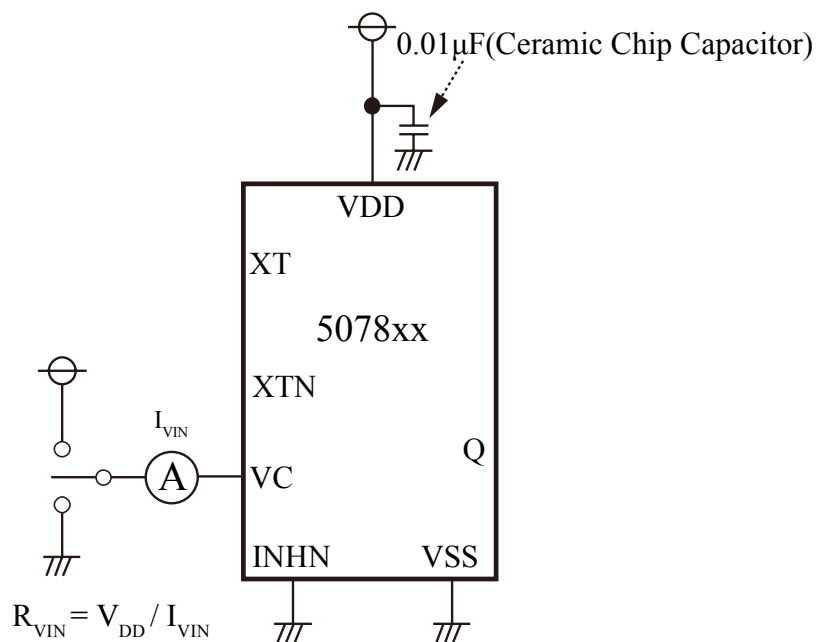 0.01μF(Ceramic Chip Capacitor)
VDD
XT
5078xx
XTN
I_VIN
Q
A
VC
INHN VSS
R_VIN = V_DD / I_VIN